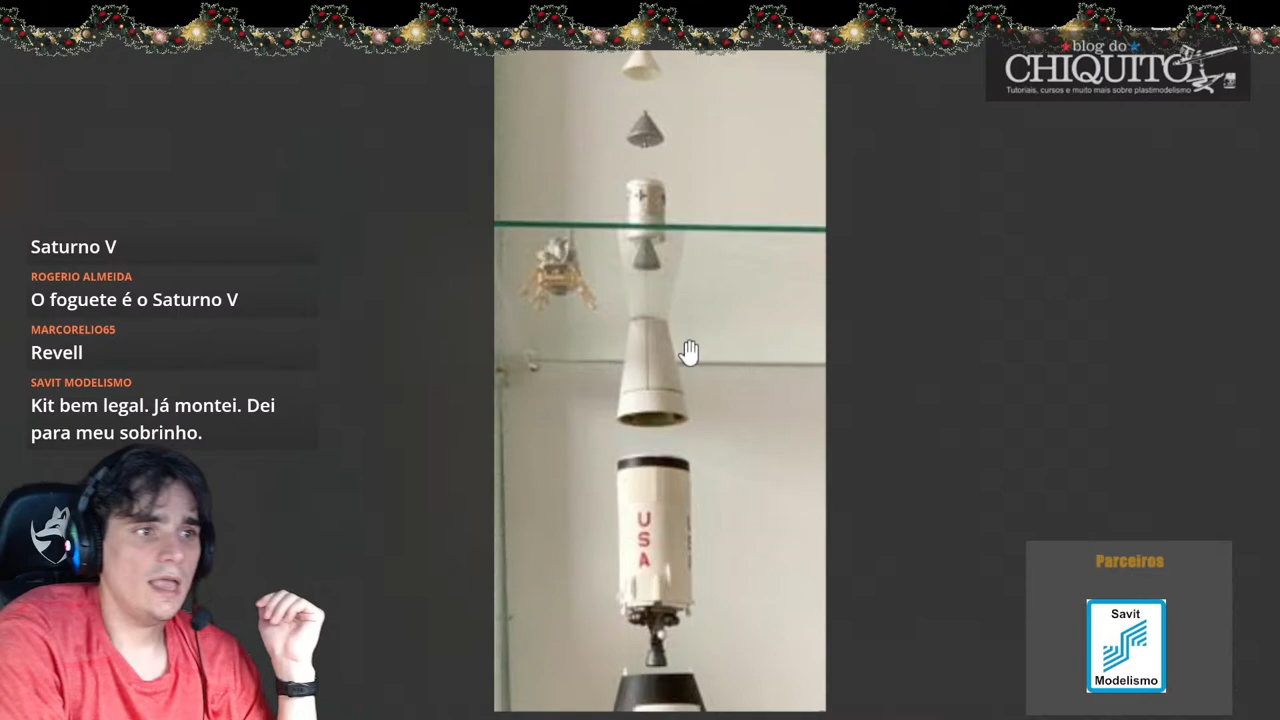 blog do
CHIQUITO
Tutoriais, cursos e muito mais sobre plastimodelismo
Saturno V
ROGERIO ALMEIDA
O foguete é o Saturno V
MARCORELIO65
Revell
SAVIT MODELISMO
Kit bem legal. Já montei. Dei
para meu sobrinho.
USA
Parceiros
Savit
Modelismo